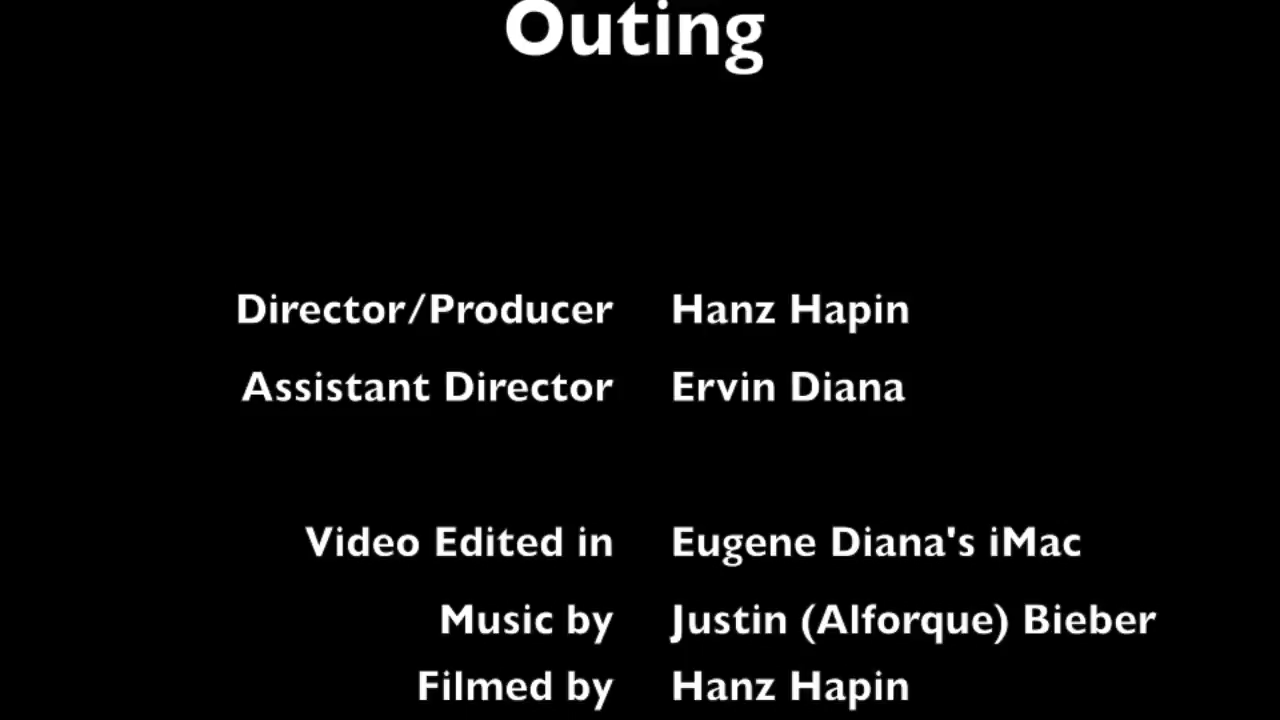 Outing
Director/Producer Hanz Hapin
Assistant Director Ervin Diana
Video Edited in Eugene Diana's iMac
Music by Justin (Alforque) Bieber
Filmed by Hanz Hapin